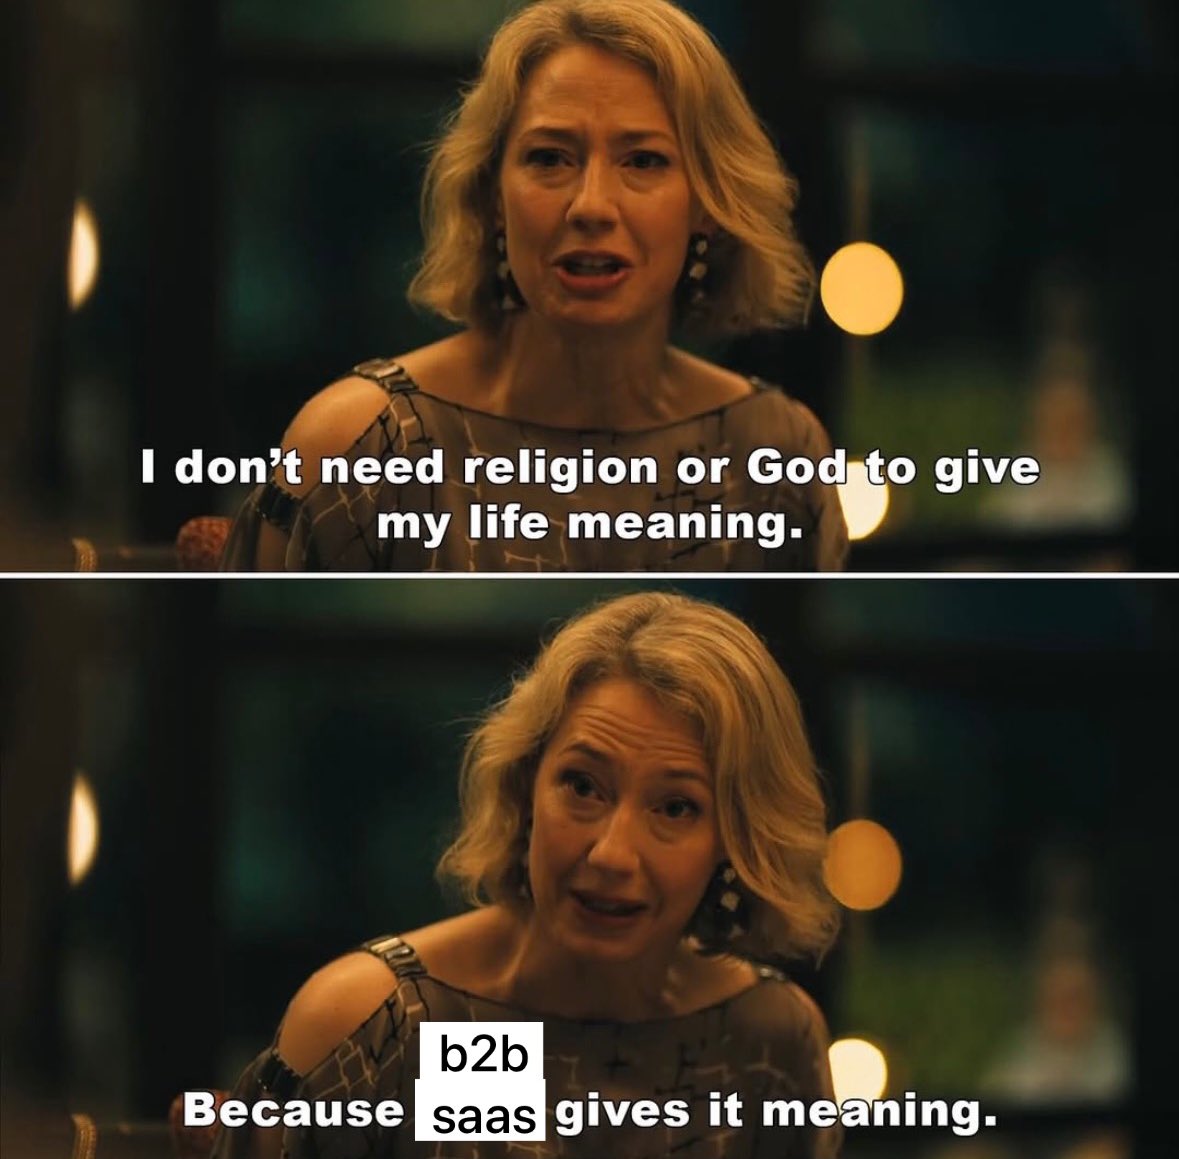 I don’t need religion or God to give
my life meaning.
b2b
Because saas gives it meaning.